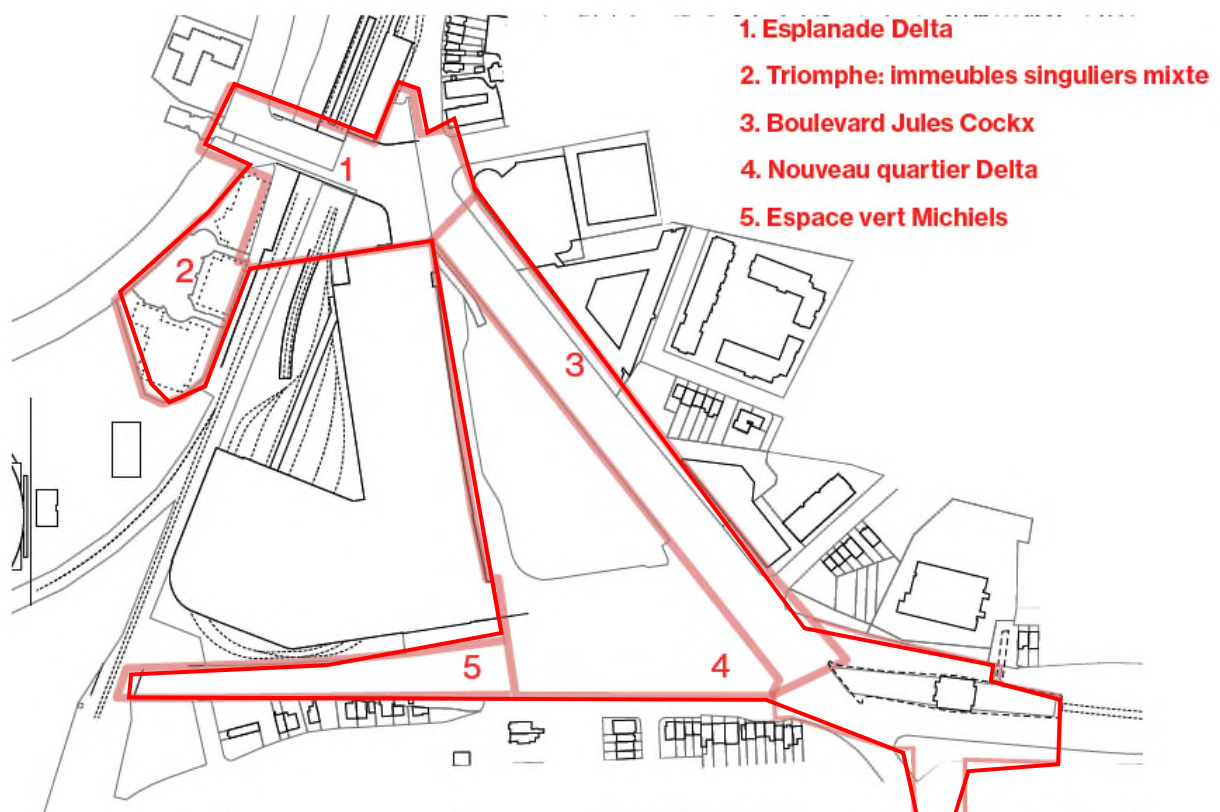 1. Esplanade Delta
2. Triomphe: immeubles singuliers mixte
3. Boulevard Jules Cockx
4. Nouveau quartier Delta
5. Espace vert Michiels
1
2
3
4
5